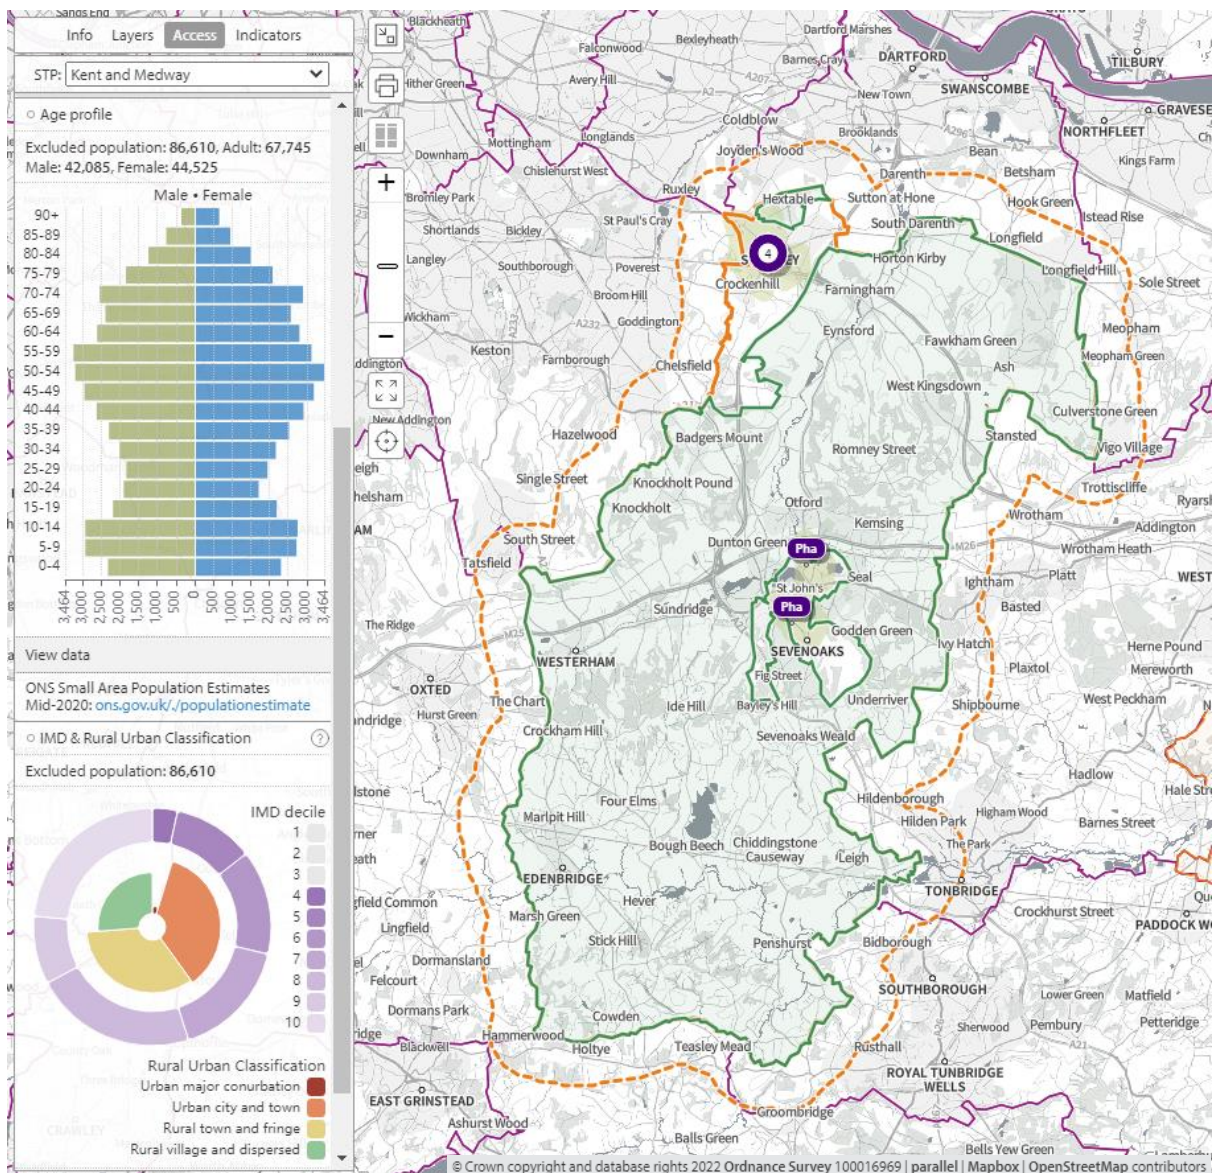 Info Layers Access Indicators
STP: Kent and Medway
Age profile
Excluded population: 86,610, Adult: 67,745
Male: 42,085, Female: 44,525
Male • Female
90+
85-89
80-84
75-79
70-74
65-69
60-64
55-59
50-54
45-49
40-44
35-39
30-34
25-29
20-24
15-19
10-14
5-9
0-4
3,464 3,000 2,500 2,000 1,500 1,000 500 0 500 1,000 1,500 2,000 2,500 3,000 3,464
View data
ONS Small Area Population Estimates
Mid-2020: ons.gov.uk/./populationestimate
IMD & Rural Urban Classification ?
Excluded population: 86,610
IMD decile
1
2
3
4
5
6
7
8
9
10
Rural Urban Classification
Urban major conurbation
Urban city and town
Rural town and fringe
Rural village and dispersed
Sands End
Blackheath
Falconwood
Bexleyheath
Dartford Marshes
Barnes Cray
DARTFORD
TILBURY
SWANSCOMBE
Hither Green
Avery Hill
A207
A2
New Town
GRAVESE
NORTHFLEET
Coldblow
Brooklands
A296
Bean
Longlands
Mottingham
Downham
Chislehurst West
Joyden's Wood
Kings Farm
Darenth
Betsham
Bromley Park
Ruxley
Hextable
Sutton at Hone
Hook Green
Istead Rise
St Paul's Cray
South Darenth
Shortlands
Bickley
Longfield
Langley
Southborough
Poverest
4
Horton Kirby
Longfield Hill
Crockenhill
Farningham
Sole Street
Broom Hill
Wickham
A232
Goddington
Eynsford
Meopham
A233
Fawkham Green
Meopham Green
Keston
Farnborough
Chelsfield
Ash
West Kingsdown
Culverstone Green
New Addington
Hazelwood
Badgers Mount
Stansted
Romney Street
Vigo Village
Single Street
Knockholt Pound
Trottiscliffe
Otford
Knockholt
Wrotham
Kemsing
Addington
South Street
Dunton Green
Pha
M26
Wrotham Heath
Tatsfield
Seal
Ightham
Platt
St John's
Pha
Sundridge
Basted
The Ridge
M25
Godden Green
Ivy Hatch
Herne Pound
SEVENOAKS
WESTERHAM
Plaxtol
Mereworth
OXTED
Fig Street
The Chart
Underriver
Shipbourne
West Peckham
Hurst Green
Ide Hill
Bayley's Hill
Crockham Hill
Sevenoaks Weald
Hadlow
Four Elms
Hildenborough
Marlpit Hill
Hilden Park
High Wood
Barnes Street
Bough Beech
Chiddingstone
Causeway
The Park
Leigh
EDENBRIDGE
TONBRIDGE
Hever
Marsh Green
Crockhurst Street
Lingfield
PADDOCK WO
Stick Hill
Penshurst
Bidborough
A21
Dormansland
Felcourt
SOUTHBOROUGH
Lower Green
Matfield
Dormans Park
Cowden
Petteridge
Sherwood
Pembury
Hammerwood
Blackwell
Holtye
Teasley Mead
Rusthall
ROYAL TUNBRIDGE
WELLS
EAST GRINSTEAD
Ashurst Wood
Groombridge
Balls Green
Bells Yew Green
© Crown copyright and database rights 2022 Ordnance Survey 100016969 | parallel | Mapbox | OpenStreetMap contributors